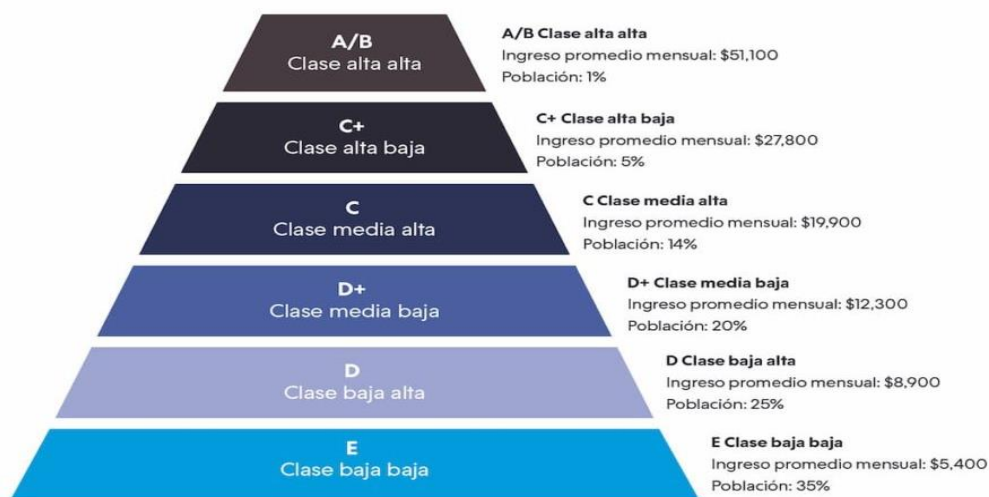 A/B
Clase alta alta
A/B Clase alta alta
Ingreso promedio mensual: $51,100
Población: 1%
C+
Clase alta baja
C+ Clase alta baja
Ingreso promedio mensual: $27,800
Población: 5%
C
Clase media alta
C Clase media alta
Ingreso promedio mensual: $19,900
Población: 14%
D+
Clase media baja
D+ Clase media baja
Ingreso promedio mensual: $12,300
Población: 20%
D
Clase baja alta
D Clase baja alta
Ingreso promedio mensual: $8,900
Población: 25%
E
Clase baja baja
E Clase baja baja
Ingreso promedio mensual: $5,400
Población: 35%